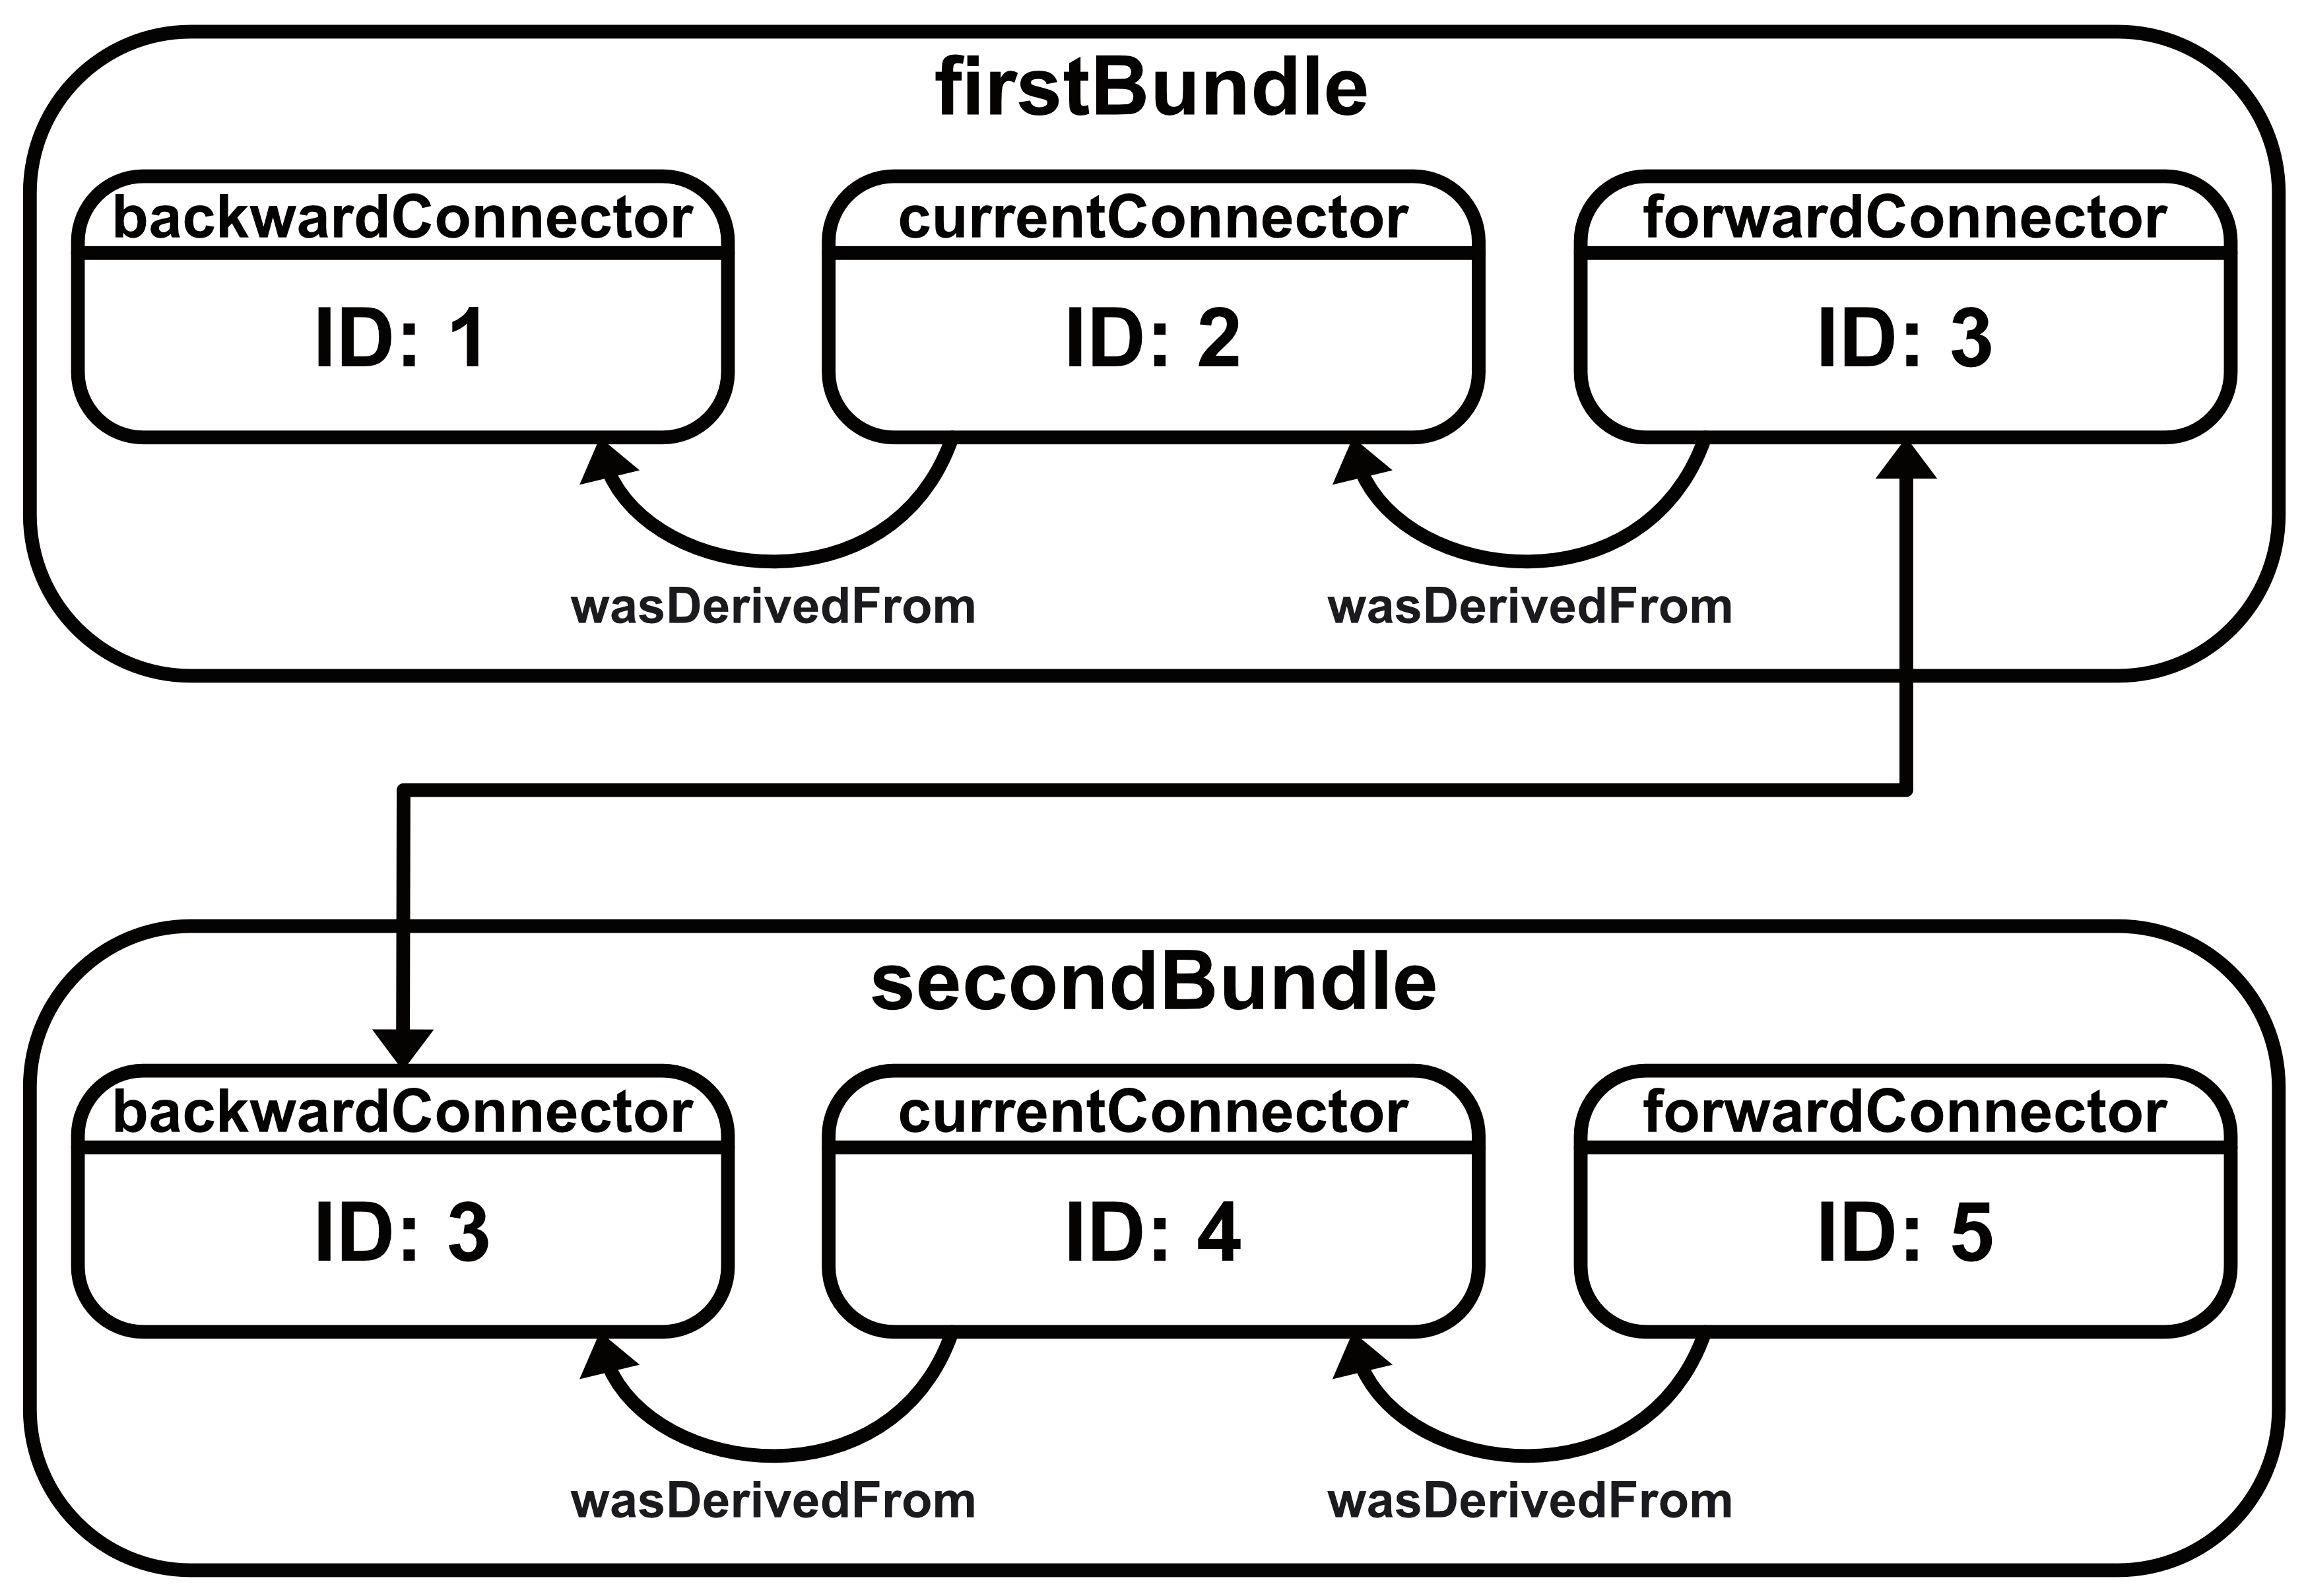 firstBundle
backwardConnector
currentConnector
forwardConnector
ID: 1
ID: 2
ID: 3
wasDerivedFrom
wasDerivedFrom
secondBundle
backwardConnector
currentConnector
forwardConnector
ID: 3
ID: 4
ID: 5
wasDerivedFrom
wasDerivedFrom